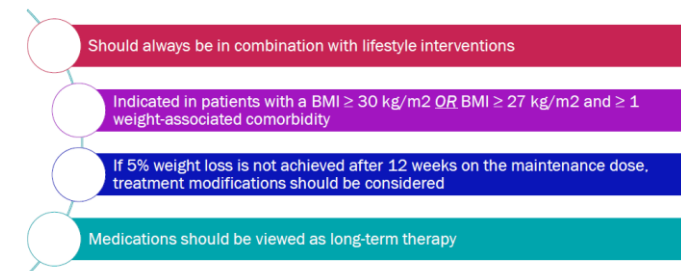 Should always be in combination with lifestyle interventions
Indicated in patients with a BMI ≥ 30 kg/m2 OR BMI ≥ 27 kg/m2 and ≥ 1
weight-associated comorbidity
If 5% weight loss is not achieved after 12 weeks on the maintenance dose,
treatment modifications should be considered
Medications should be viewed as long-term therapy